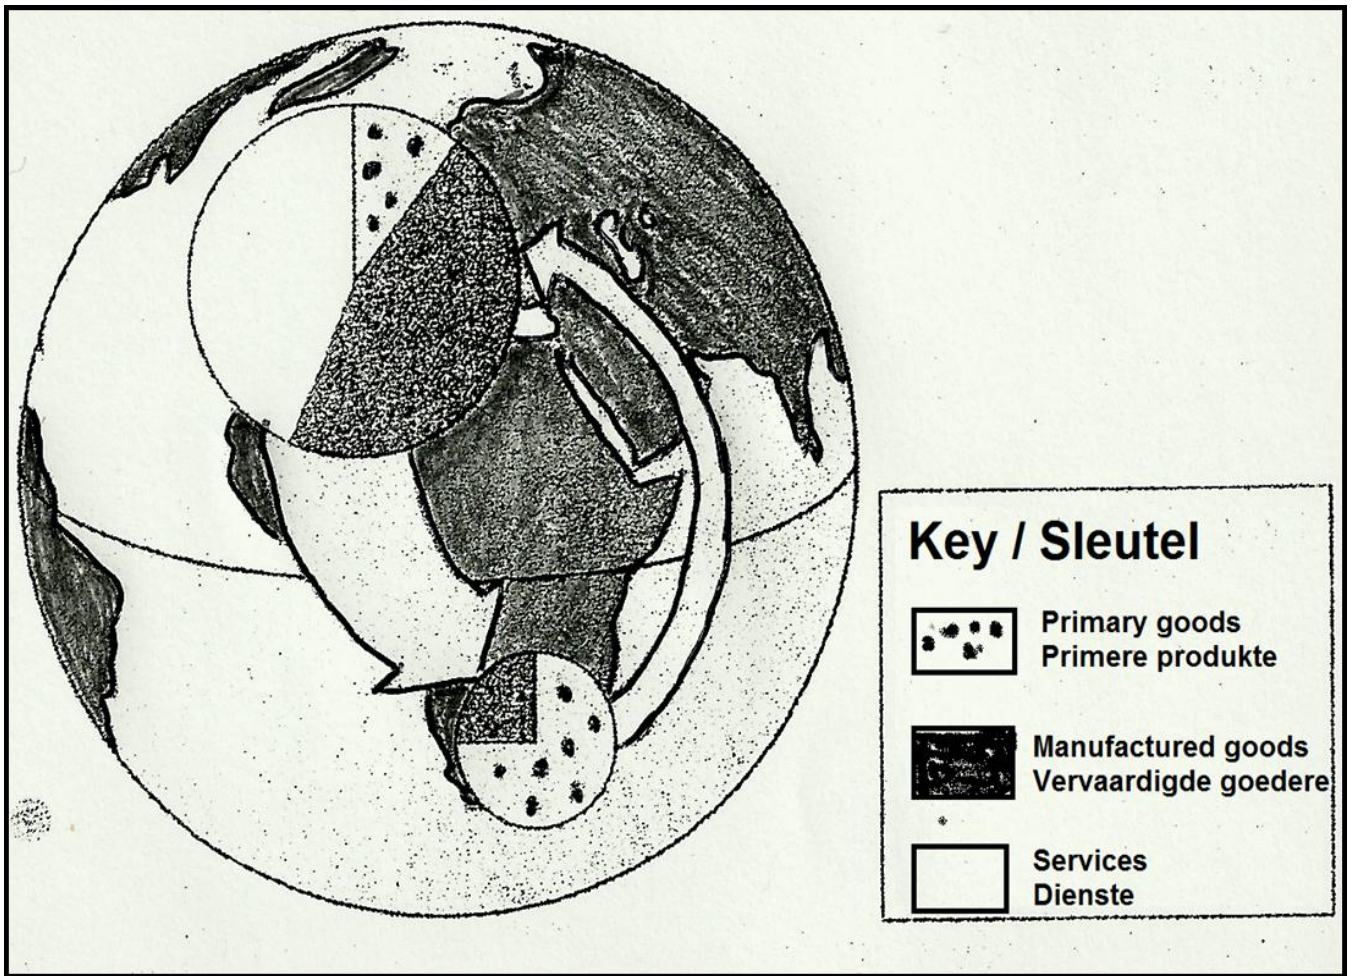 Key / Sleutel
Primary goods
Primere produkte
Manufactured goods
Vervaardigde goedere
Services
Dienste